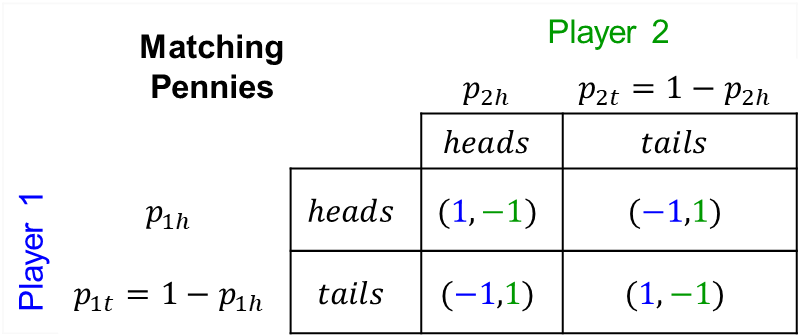 Matching
Pennies
Player 2
p₂ₕ p₂ₜ = 1 − p₂ₕ
heads tails
Player 1
p₁ₕ heads (1, −1) (−1,1)
p₁ₜ = 1 − p₁ₕ tails (−1,1) (1, −1)